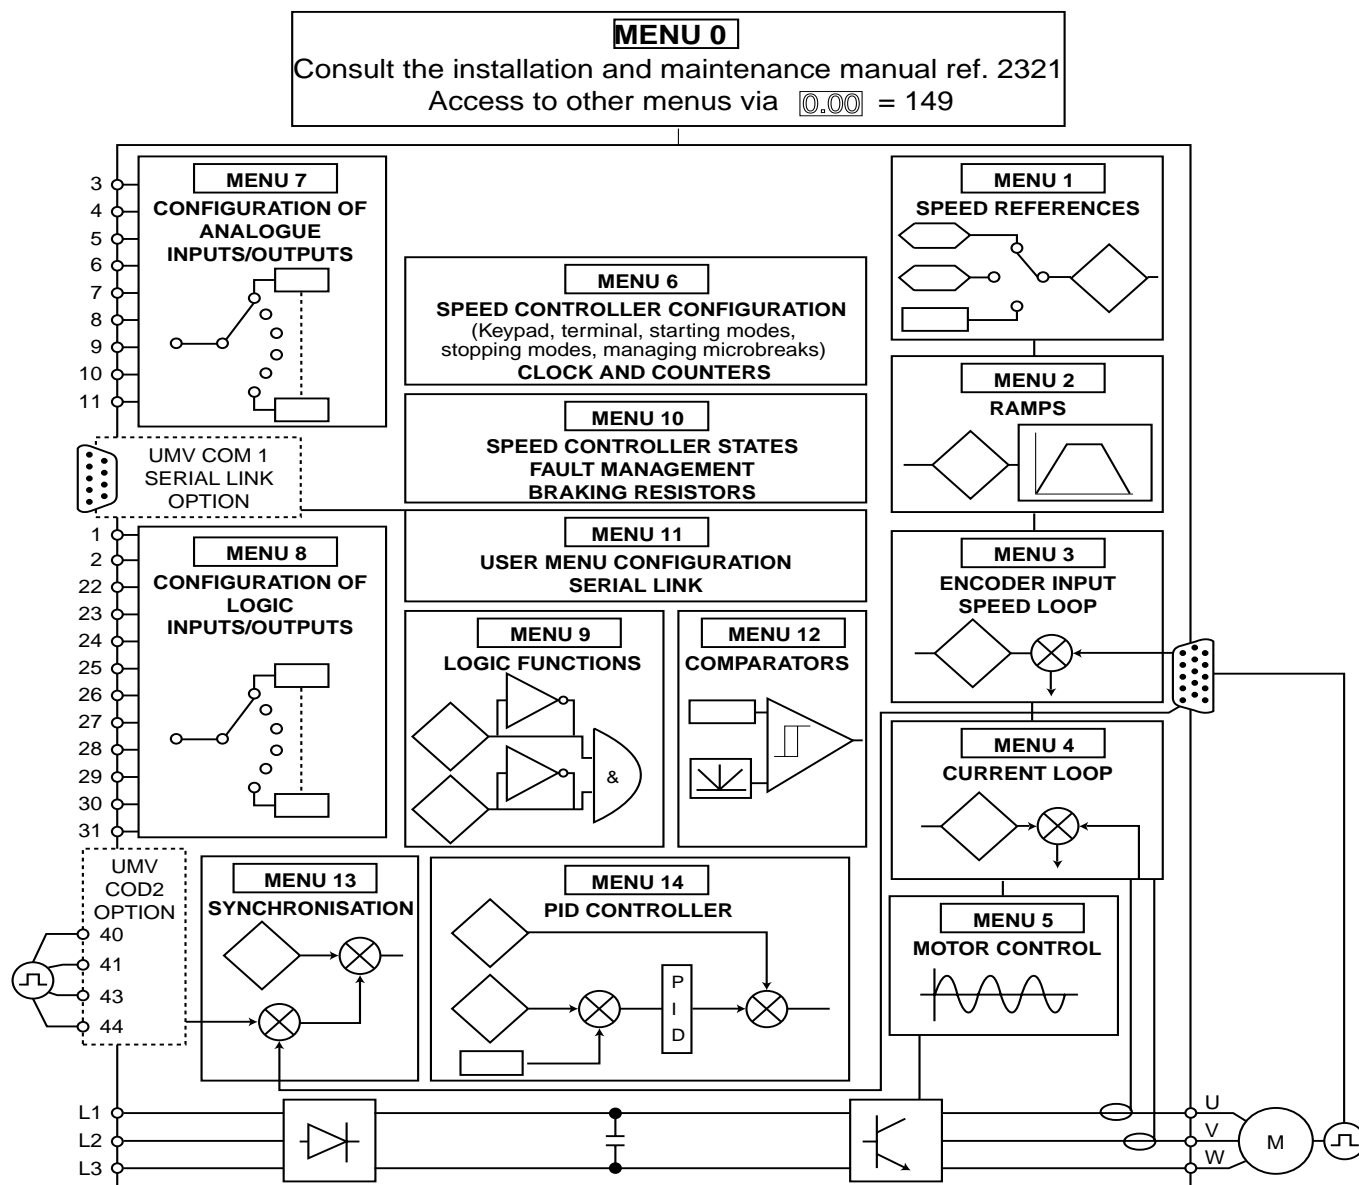 MENU 0
Consult the installation and maintenance manual ref. 2321
Access to other menus via 0.00 = 149
MENU 7
CONFIGURATION OF
ANALOGUE
INPUTS/OUTPUTS
3
4
5
6
7
8
9
10
11
UMV COM 1
SERIAL LINK
OPTION
MENU 8
CONFIGURATION OF
LOGIC
INPUTS/OUTPUTS
1
2
22
23
24
25
26
27
28
29
30
31
MENU 6
SPEED CONTROLLER CONFIGURATION
(Keypad, terminal, starting modes,
stopping modes, managing microbreaks)
CLOCK AND COUNTERS
MENU 10
SPEED CONTROLLER STATES
FAULT MANAGEMENT
BRAKING RESISTORS
MENU 11
USER MENU CONFIGURATION
SERIAL LINK
MENU 9
LOGIC FUNCTIONS
&
MENU 12
COMPARATORS
MENU 1
SPEED REFERENCES
MENU 2
RAMPS
MENU 3
ENCODER INPUT
SPEED LOOP
MENU 4
CURRENT LOOP
MENU 5
MOTOR CONTROL
UMV
COD2
OPTION
40
41
43
44
MENU 13
SYNCHRONISATION
MENU 14
PID CONTROLLER
P
I
D
L1
L2
L3
U
V
W
M